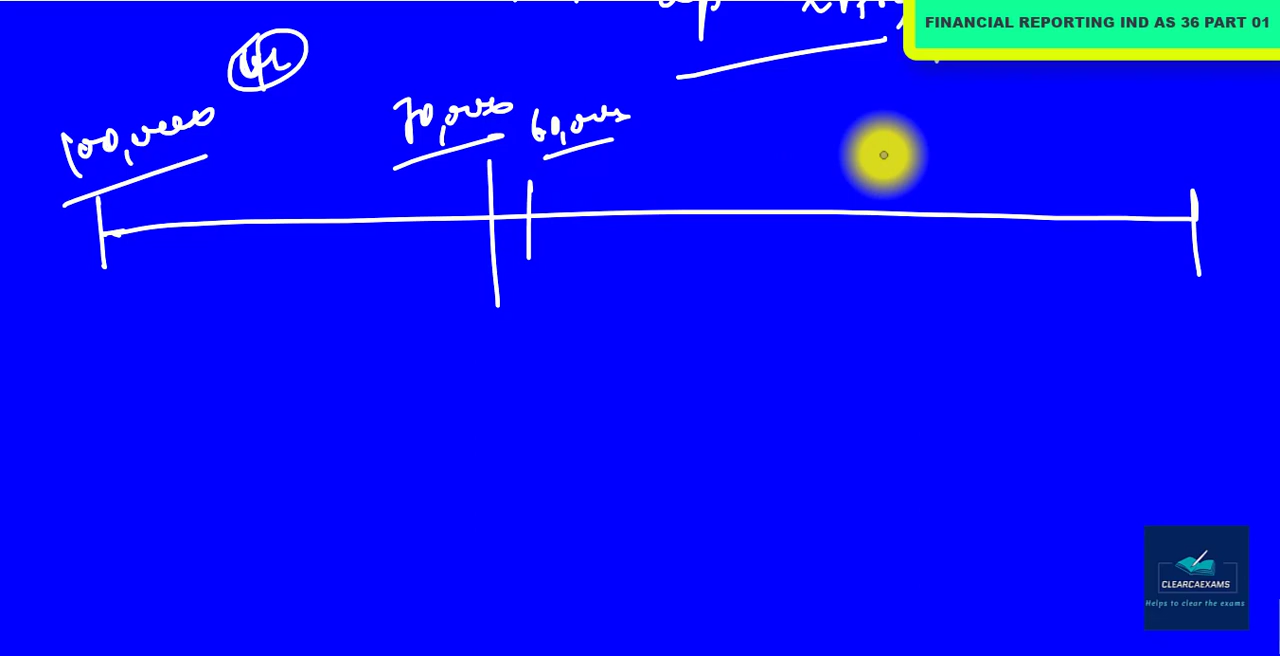 FINANCIAL REPORTING IND AS 36 PART 01
100,000
70,000
60,000
CLEARCAEXAMS
Helps to clear the exams